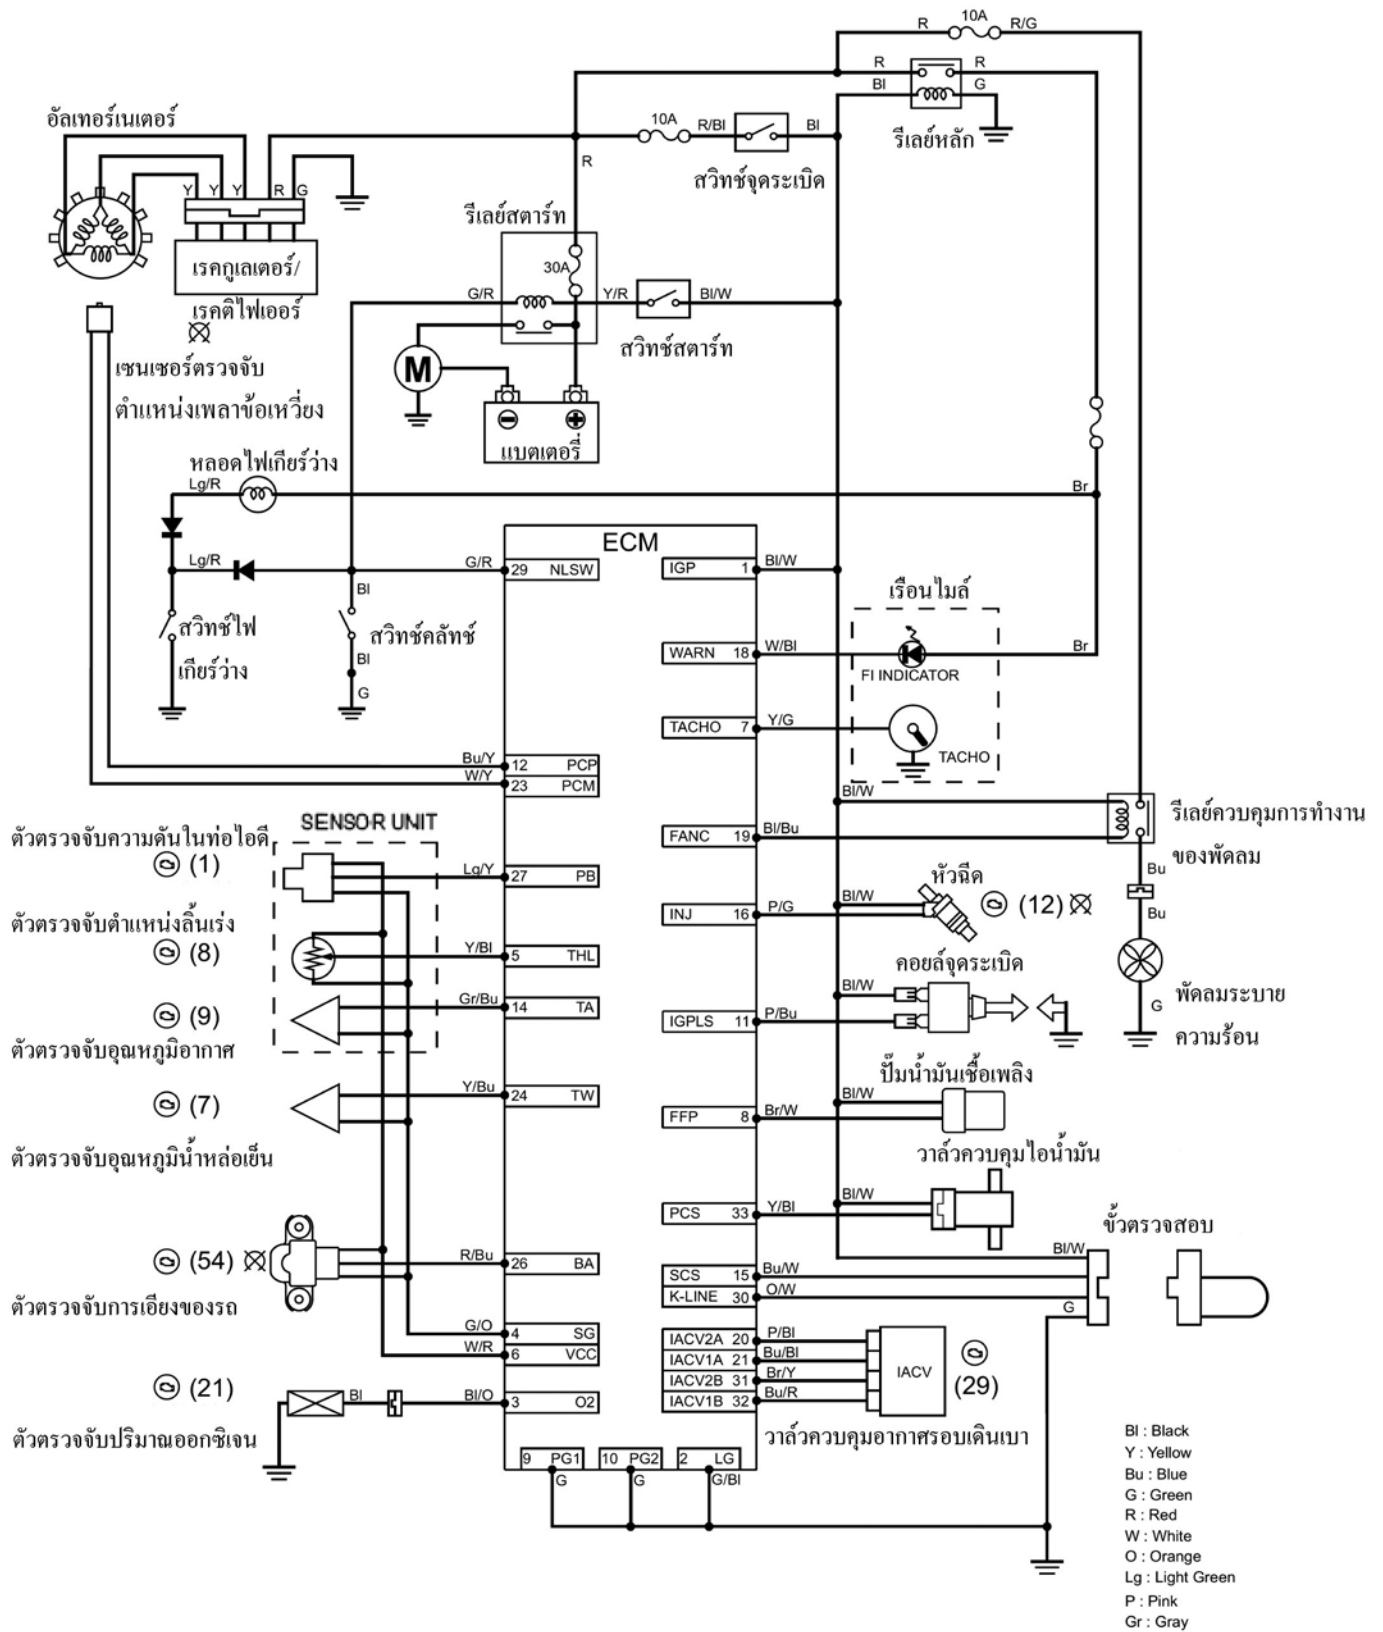 R 10A R/G
R R
Bl G
รีเลย์หลัก
อัลเทอร์เนเตอร์
10A R/Bl Bl
R
สวิทช์จุดระเบิด
Y Y Y R G
รีเลย์สตาร์ท
เรคกูเลเตอร์/
เรคติไฟเออร์
30A
G/R Y/R Bl/W
สวิทช์สตาร์ท
เซนเซอร์ตรวจจับ
ตำแหน่งเพลาข้อเหวี่ยง
M
แบตเตอรี่
หลอดไฟเกียร์ว่าง
Lg/R Br
ECM
Lg/R G/R 29 NLSW
IGP 1 Bl/W
Bl
เรือนไมล์
สวิทช์ไฟ
เกียร์ว่าง
สวิทช์คลัทช์
Bl
G
WARN 18 W/Bl Br
FI INDICATOR
TACHO 7 Y/G
TACHO
Bu/Y 12 PCP
W/Y 23 PCM
Bl/W
รีเลย์ควบคุมการทำงาน
ของพัดลม
SENSOR UNIT
ตัวตรวจจับความดันในท่อไอดี
(1)
FANC 19 Bl/Bu
Bu
Lg/Y 27 PB
หัวฉีด
Bl/W
INJ 16 P/G
(12)
Bu
ตัวตรวจจับตำแหน่งลิ้นเร่ง
(8)
Y/Bl 5 THL
คอยล์จุดระเบิด
Bl/W
พัดลมระบาย
ความร้อน
G
Gr/Bu 14 TA
(9)
IGPLS 11 P/Bu
ตัวตรวจจับอุณหภูมิอากาศ
ปั๊มน้ำมันเชื้อเพลิง
Y/Bu 24 TW
Bl/W
(7)
FFP 8 Br/W
ตัวตรวจจับอุณหภูมิน้ำหล่อเย็น
วาล์วควบคุมไอน้ำมัน
Bl/W
PCS 33 Y/Bl
ขั้วตรวจสอบ
Bl/W
(54)
R/Bu 26 BA
SCS 15 Bu/W
K-LINE 30 O/W
G
ตัวตรวจจับการเอียงของรถ
G/O 4 SG
W/R 6 VCC
IACV2A 20 P/Bl
IACV1A 21 Bu/Bl
IACV2B 31 Br/Y
IACV1B 32 Bu/R
IACV
(29)
(21)
Bl Bl/O 3 O2
ตัวตรวจจับปริมาณออกซิเจน
วาล์วควบคุมอากาศรอบเดินเบา
9 PG1 10 PG2 2 LG
G G G/Bl
Bl : Black
Y : Yellow
Bu : Blue
G : Green
R : Red
W : White
O : Orange
Lg : Light Green
P : Pink
Gr : Gray